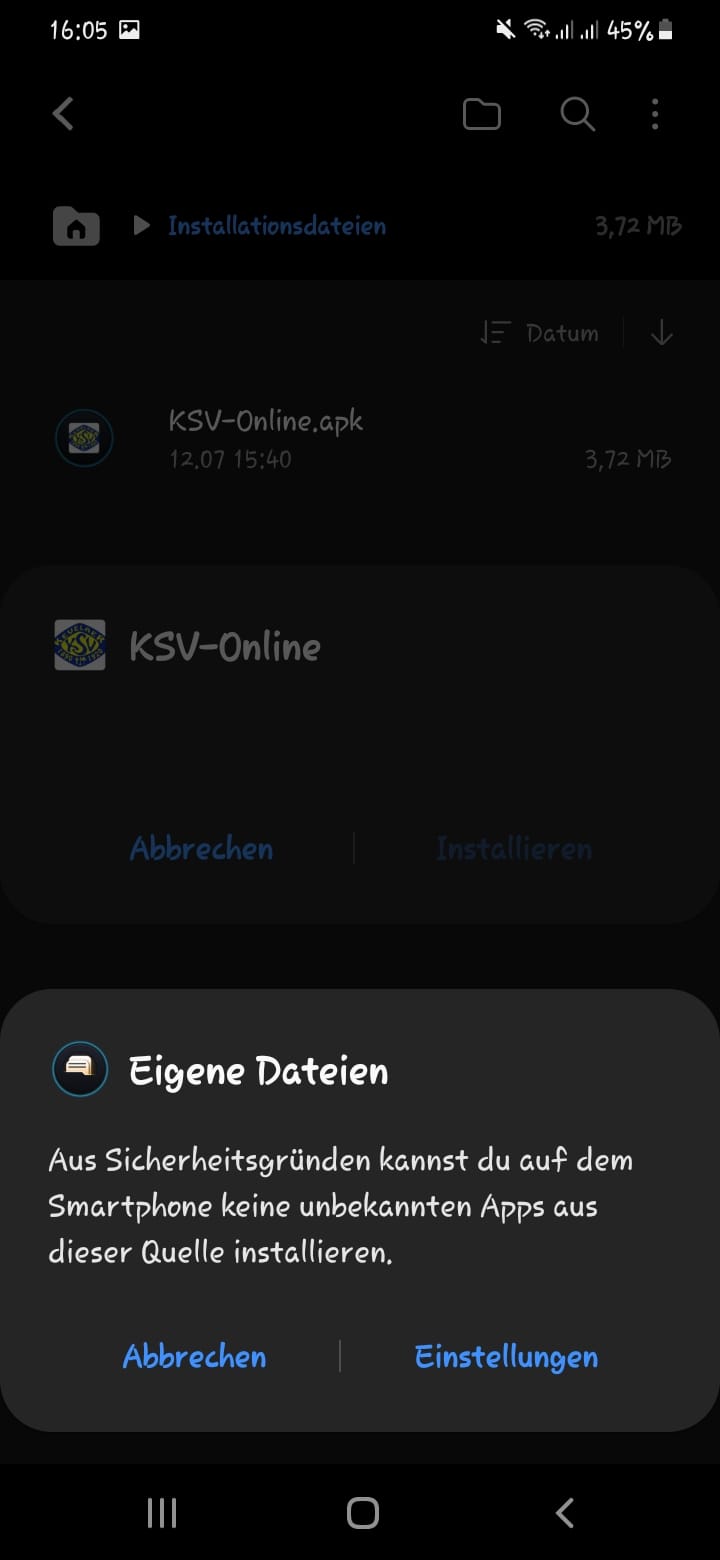 16:05 45%
Installationsdateien 3,72 MB
Datum
KSV-Online.apk
12.07 15:40 3,72 MB
KEVELAER
KSV
KSV-Online
Abbrechen Installieren
Eigene Dateien
Aus Sicherheitsgründen kannst du auf dem
Smartphone keine unbekannten Apps aus
dieser Quelle installieren.
Abbrechen Einstellungen